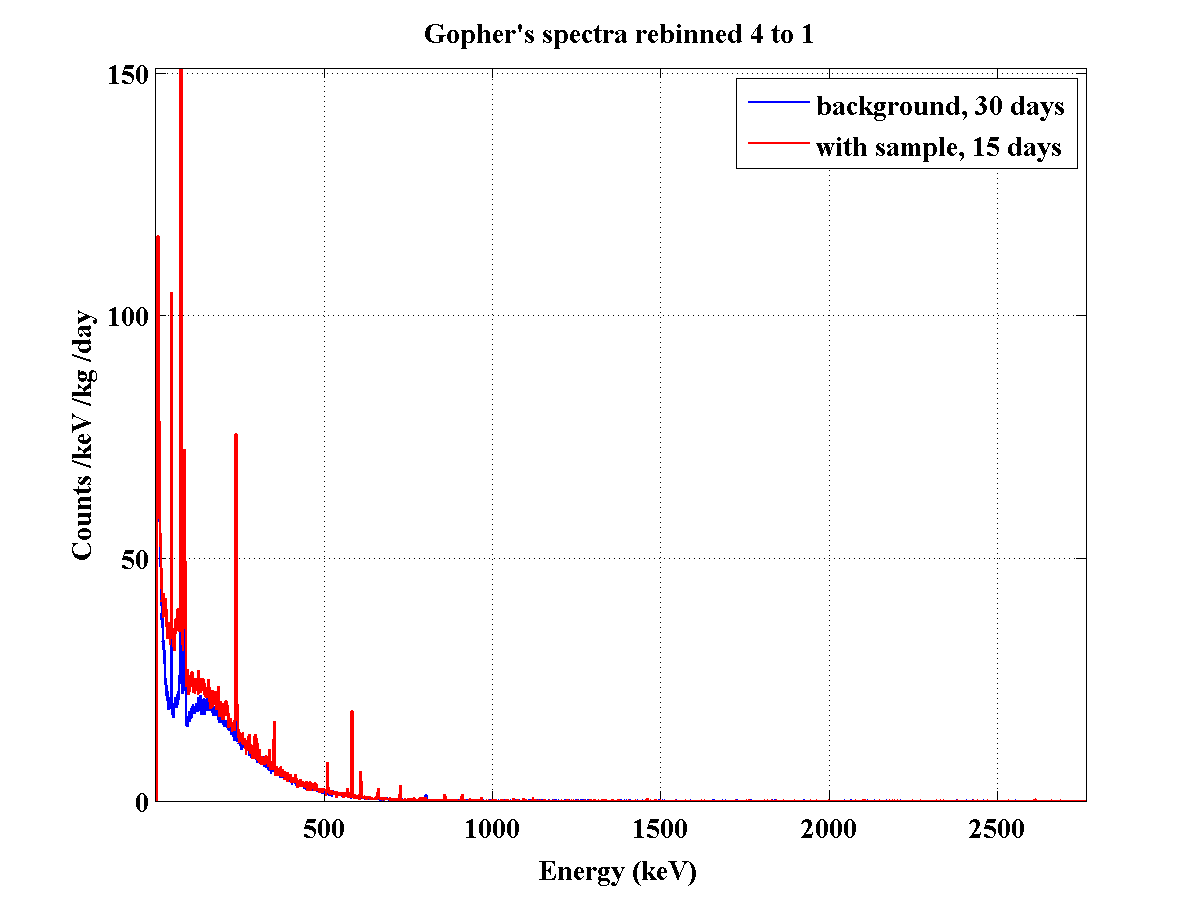 Gopher's spectra rebinned 4 to 1
150
background, 30 days
with sample, 15 days
100
Counts /keV /kg /day
50
0
500
1000
1500
2000
2500
Energy (keV)